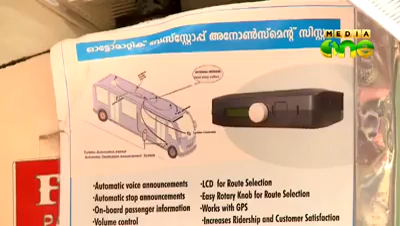 MEDIA
one
ഓട്ടോമാറ്റിക് ബസ്സ്റ്റോപ്പ് അനൗൺസ്മെന്റ് സിസ്റ്റം
·Automatic voice announcements
·Automatic stop announcements
·On-board passenger information
·Volume control
·LCD for Route Selection
·Easy Rotary Knob for Route Selection
·Works with GPS
·Increases Ridership and Customer Satisfaction